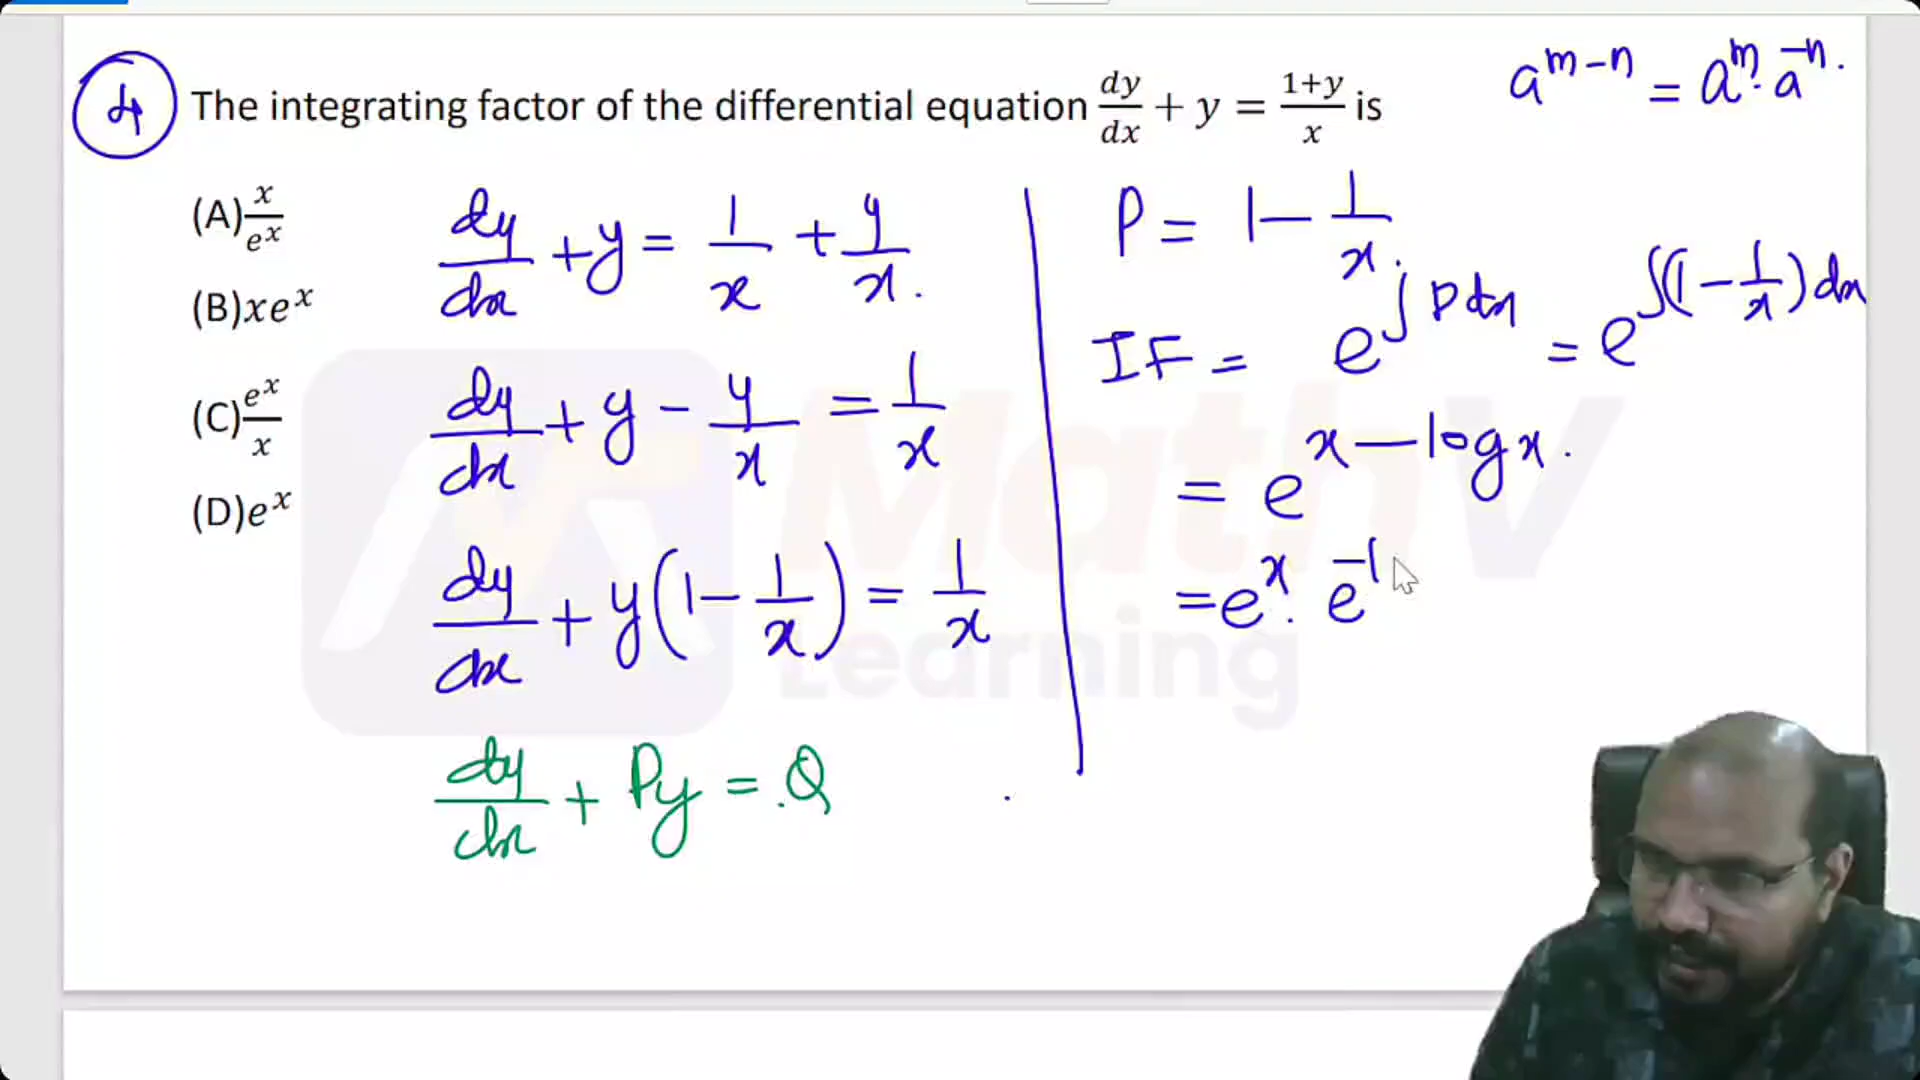 4 The integrating factor of the differential equation dy/dx + y = 1+y/x is
a^{m-n} = a^m · a^{-n}.
(A) x/e^x
(B) xe^x
(C) e^x/x
(D) e^x
dy/dx + y = 1/x + y/x.
dy/dx + y - y/x = 1/x
dy/dx + y(1 - 1/x) = 1/x
dy/dx + Py = Q
P = 1 - 1/x.
IF = e^{∫P dx} = e^{∫(1 - 1/x) dx}
= e^{x - log x}.
= e^x · e^{-1
MathV
Learning